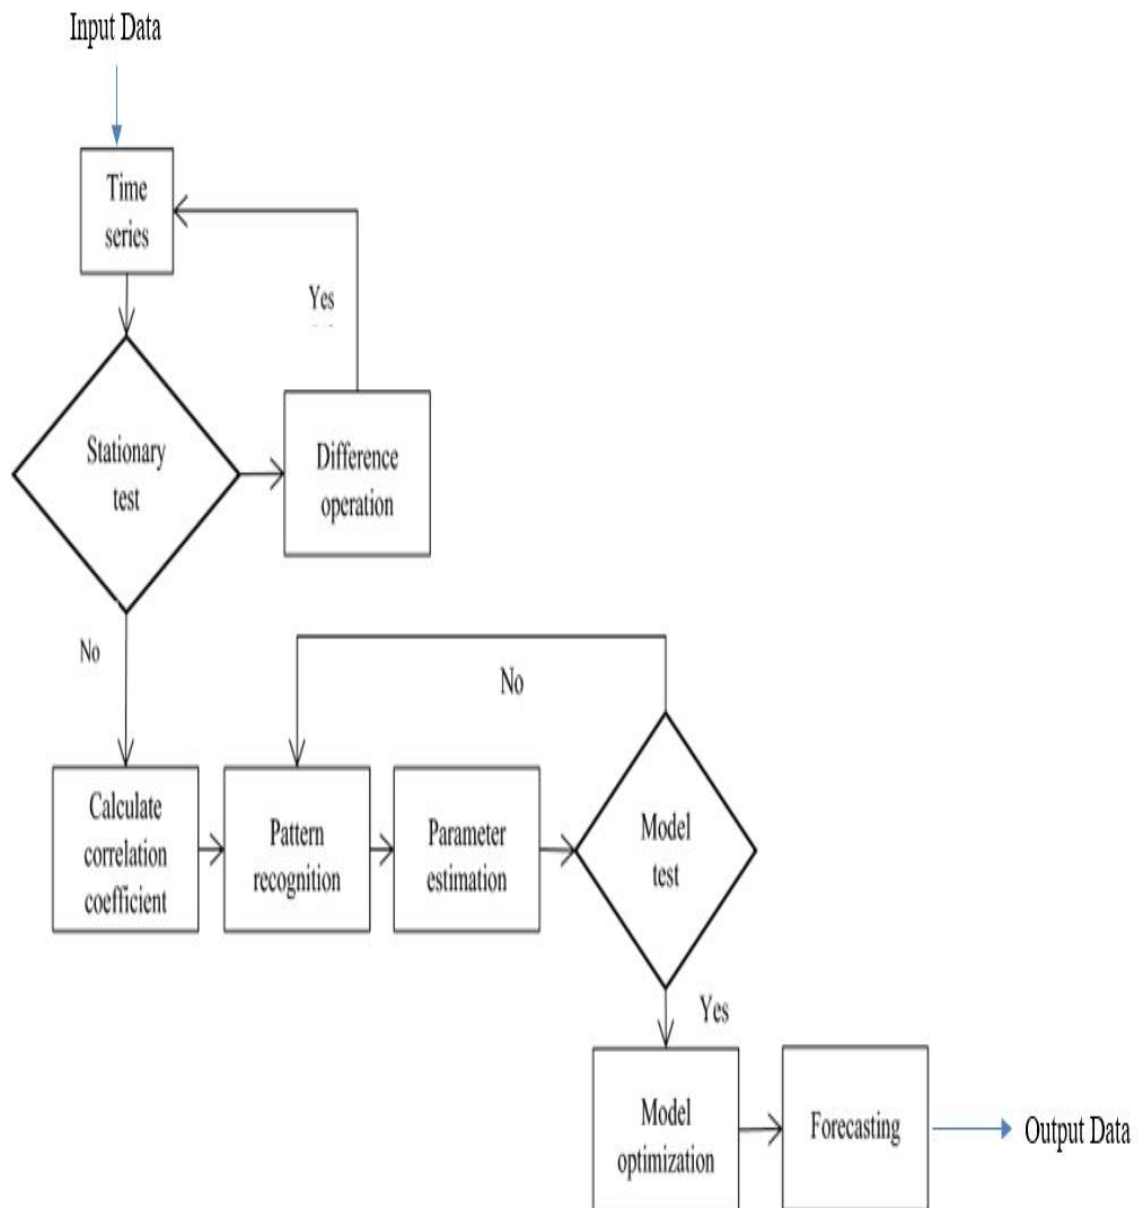 Input Data
Time
series
Yes
Stationary
test
Difference
operation
No
No
Calculate
correlation
coefficient
Pattern
recognition
Parameter
estimation
Model
test
Yes
Model
optimization
Forecasting
Output Data